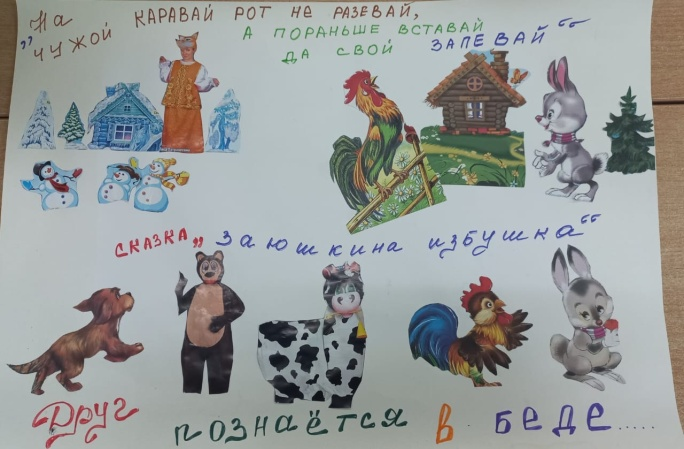 На
„ЧУЖОЙ КАРАВАЙ РОТ НЕ РАЗЕВАЙ,
А ПОРАНЬШЕ ВСТАВАЙ
ДА СВОЙ ЗАПЕВАЙ“
СКАЗКА „Заюшкина избушка“
Друг познаётся в беде.....